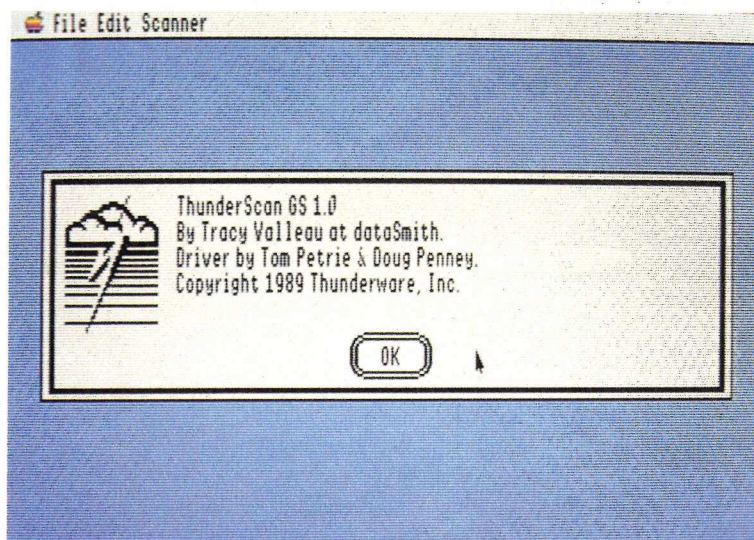 File Edit Scanner
ThunderScan GS 1.0
By Tracy Valleau at dataSmith.
Driver by Tom Petrie & Doug Penney.
Copyright 1989 Thunderware, Inc.
OK